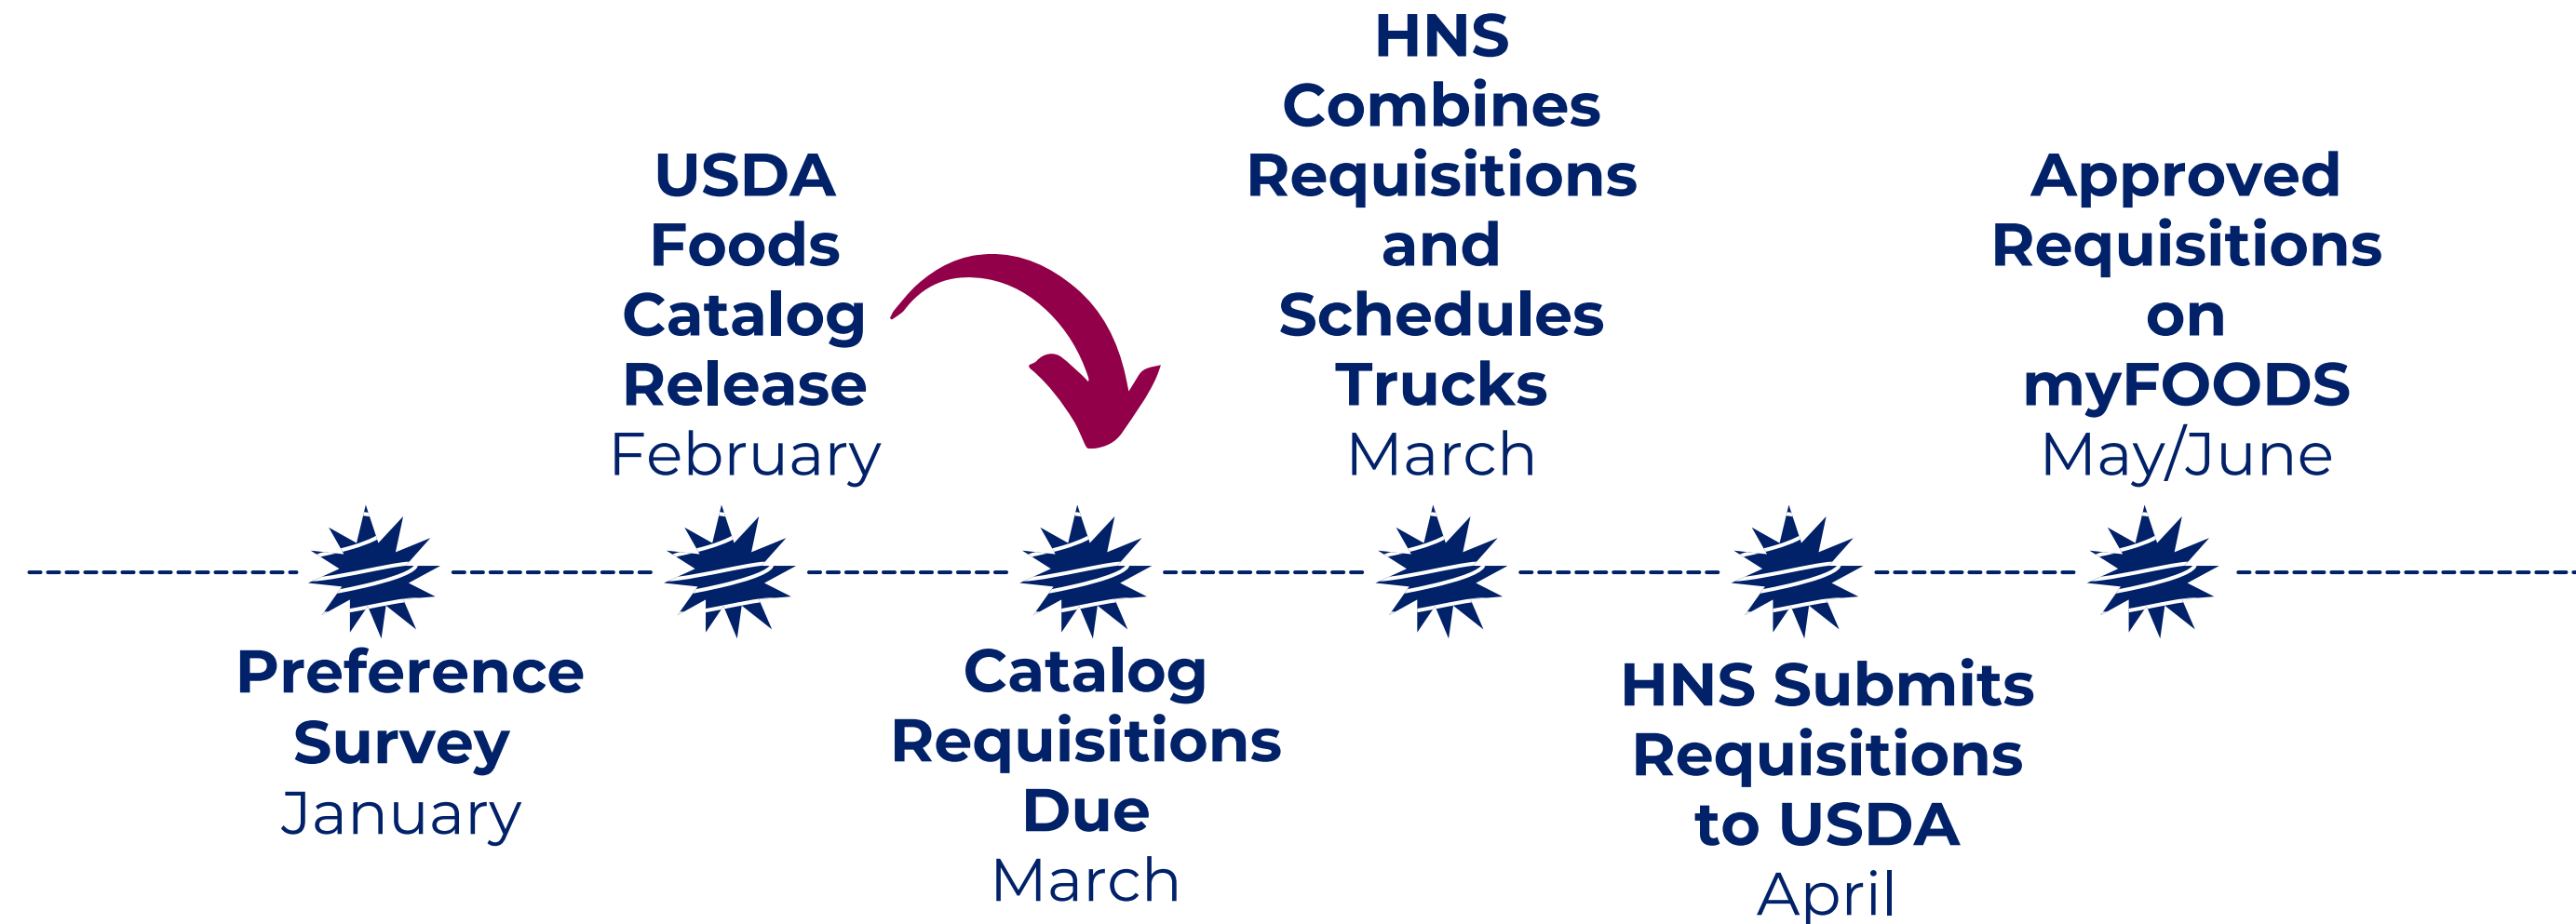 Preference
Survey
January
USDA
Foods
Catalog
Release
February
Catalog
Requisitions
Due
March
HNS
Combines
Requisitions
and
Schedules
Trucks
March
HNS Submits
Requisitions
to USDA
April
Approved
Requisitions
on
myFOODS
May/June